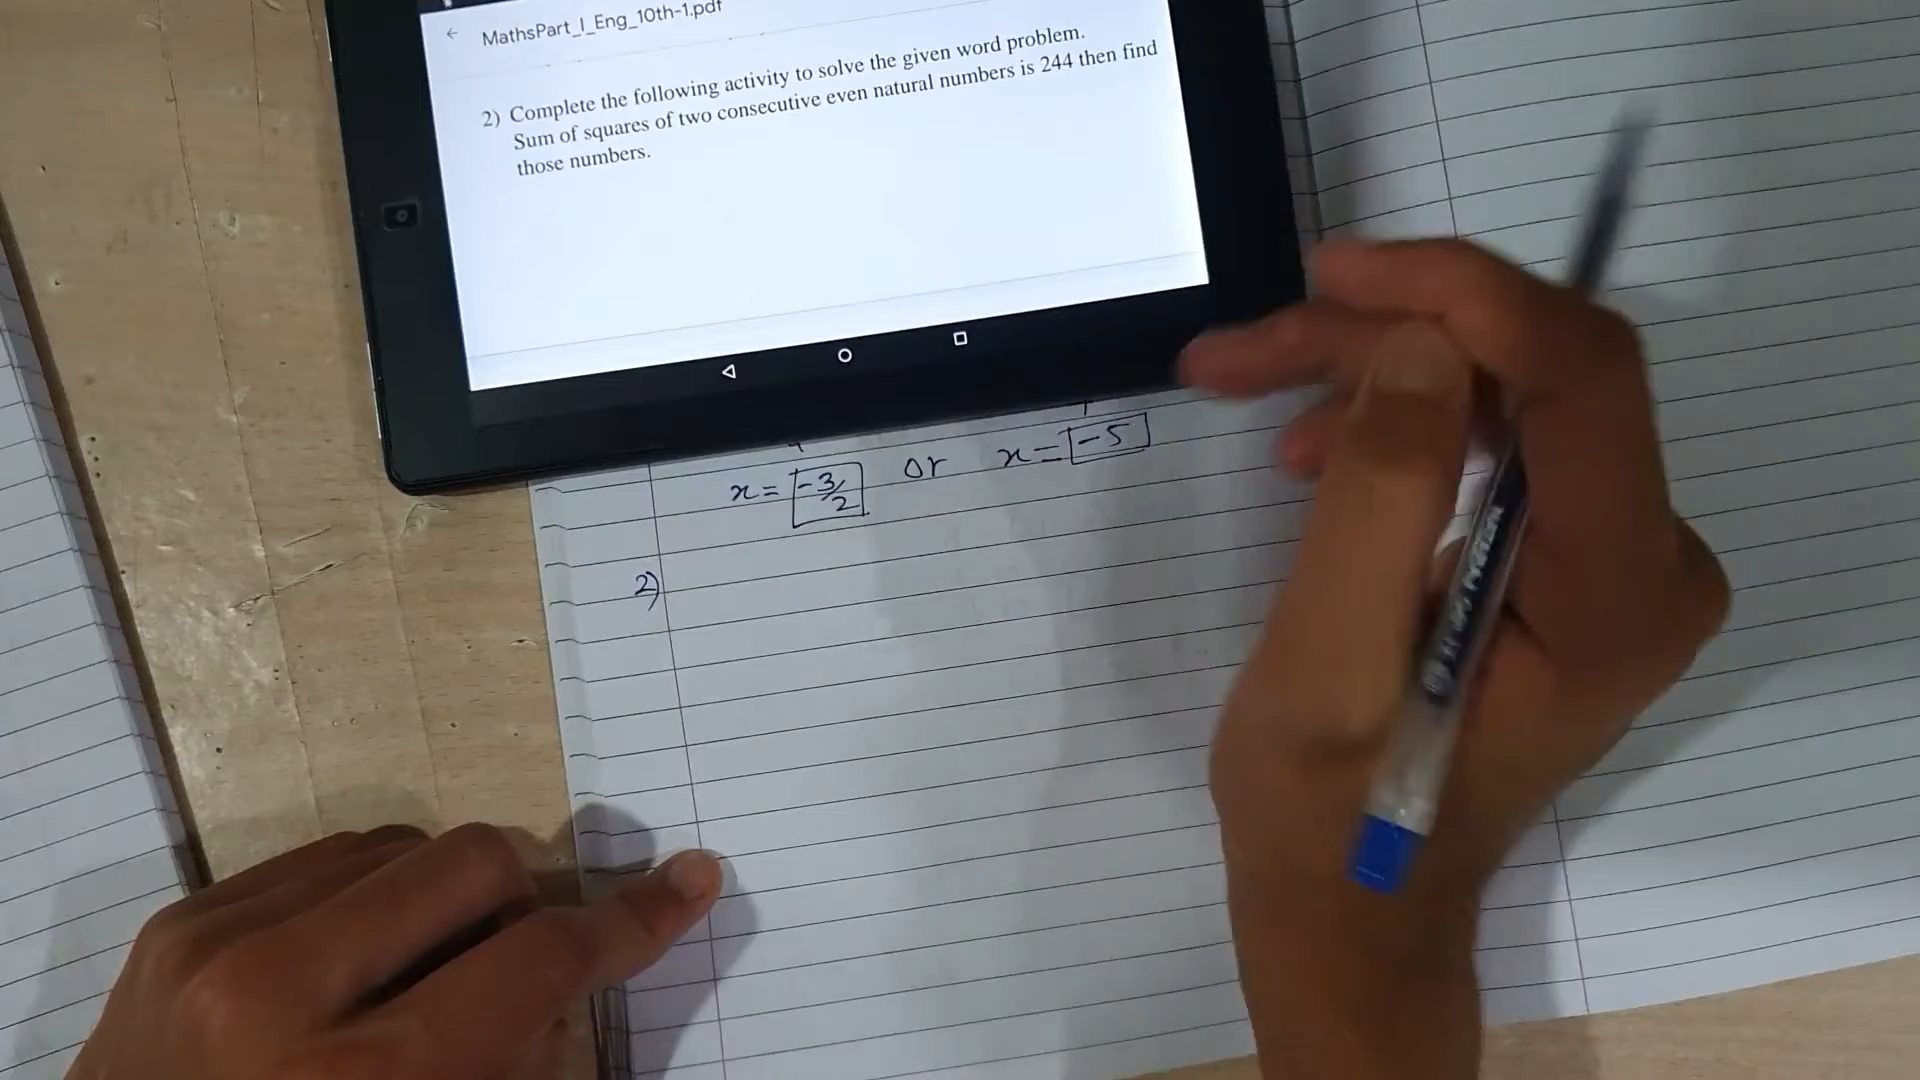 MathsPart_I_Eng_10th-1.pdf
2) Complete the following activity to solve the given word problem.
Sum of squares of two consecutive even natural numbers is 244 then find
those numbers.
x = -3/2 or x = -5
2)